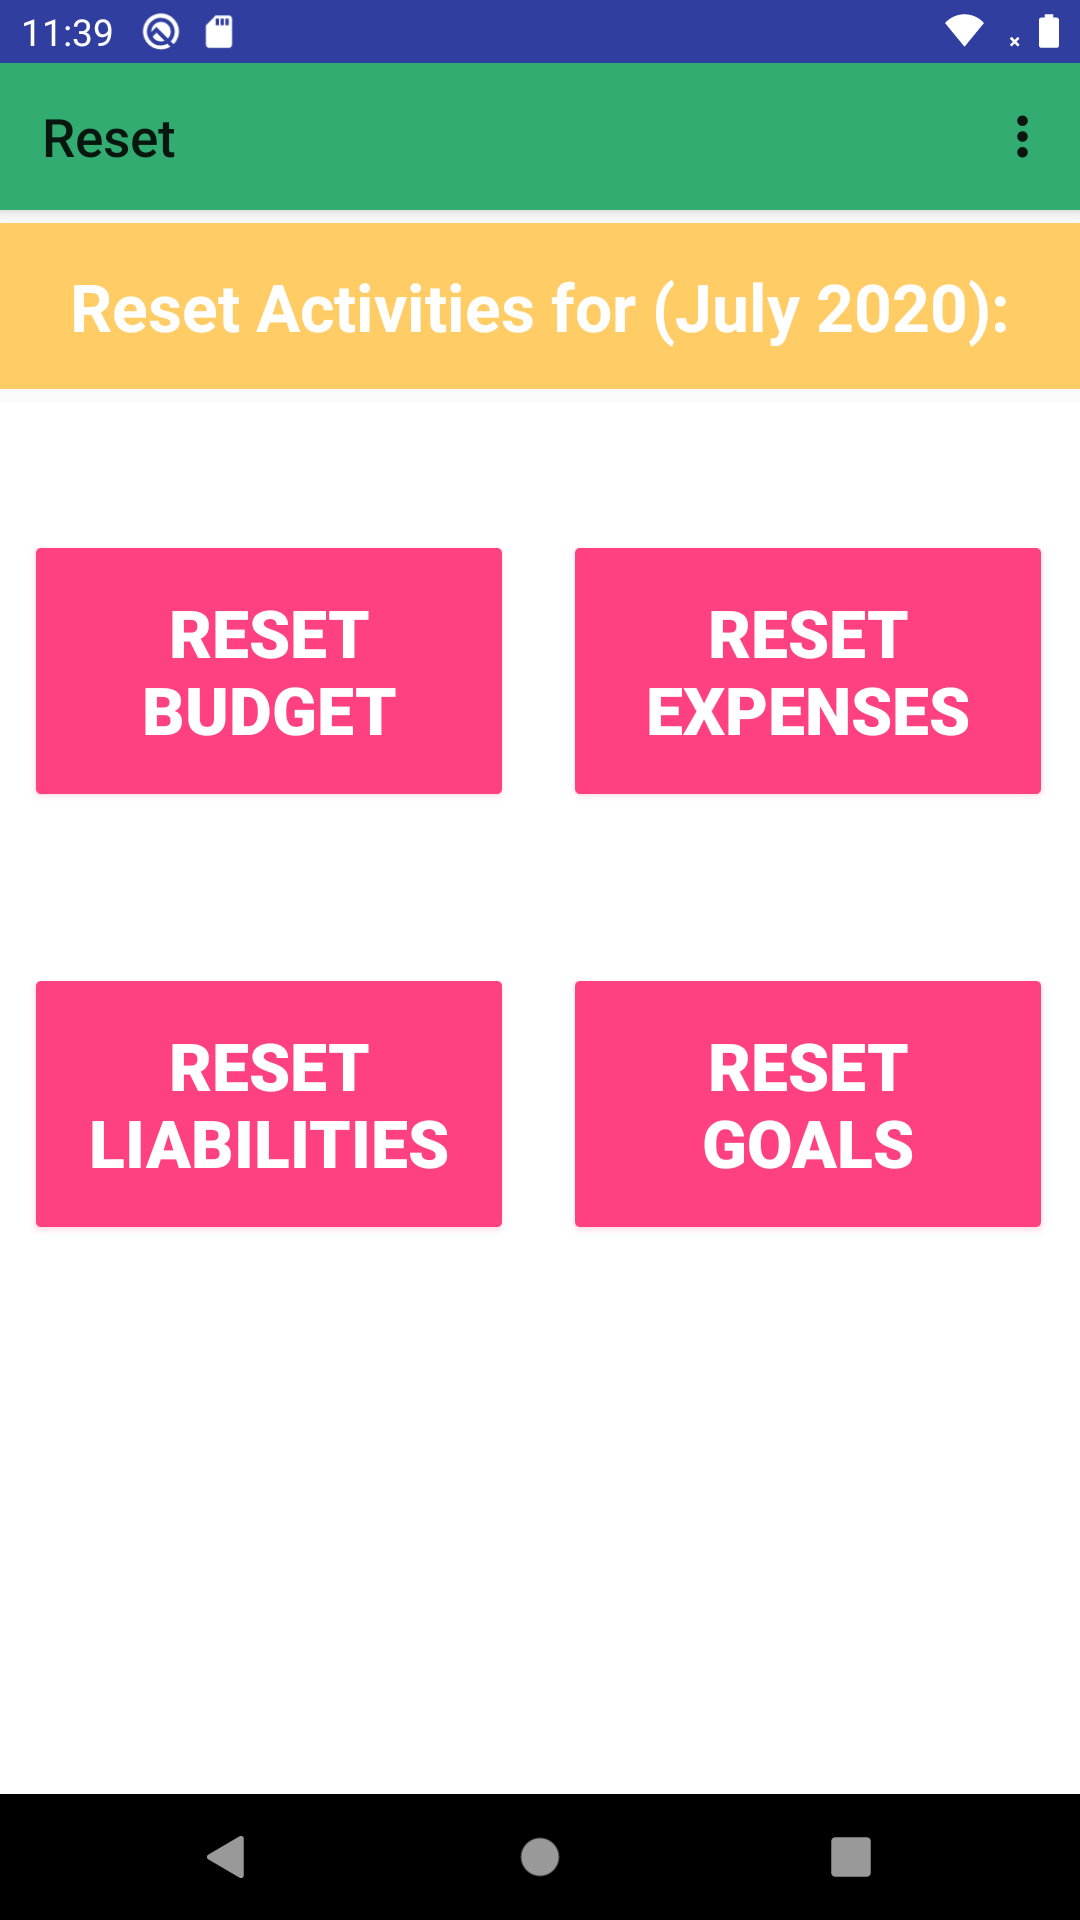 11:39
Reset
Reset Activities for (July 2020):
RESET
BUDGET
RESET
EXPENSES
RESET
LIABILITIES
RESET
GOALS